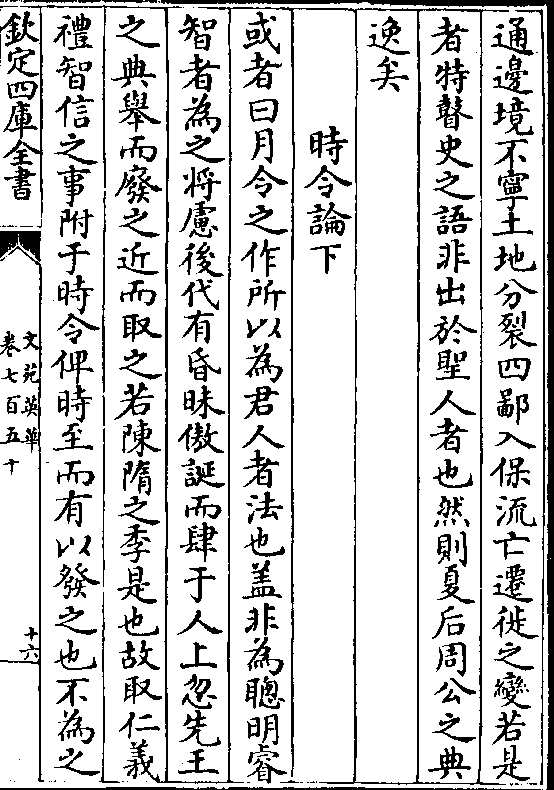 通邊境不寧土地分裂四鄙入保流亡遷徙之變若是
者特瞽史之語非出於聖人者也然則夏后周公之典
逸矣
時令論下
或者曰月令之作所以為君人者法也盖非為聰明睿
智者為之將慮後代有昏昧傲誕而肆于人上忽先王
之典舉而廢之近而取之若陳隋之季是也故取仁義
禮智信之事附于時令俾時至而有以發之也不為之
欽定四庫全書
文苑英華
卷七百五十
十六